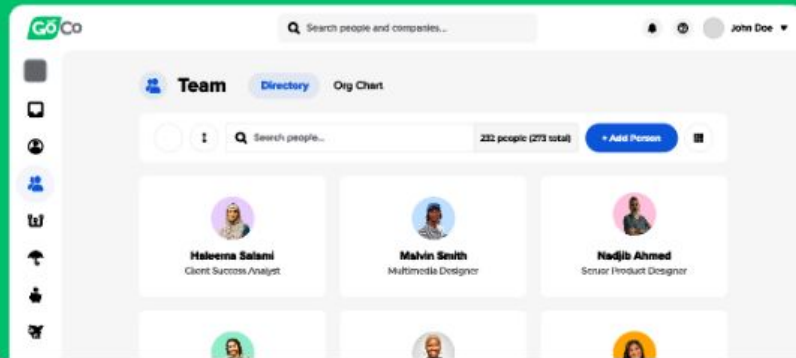 GoCo
Search people and companies...
John Doe
Team
Directory
Org Chart
Search people...
232 people (273 total)
+ Add Person
Haleema Salami
Client Success Analyst
Malvin Smith
Multimedia Designer
Nadjib Ahmed
Senior Product Designer